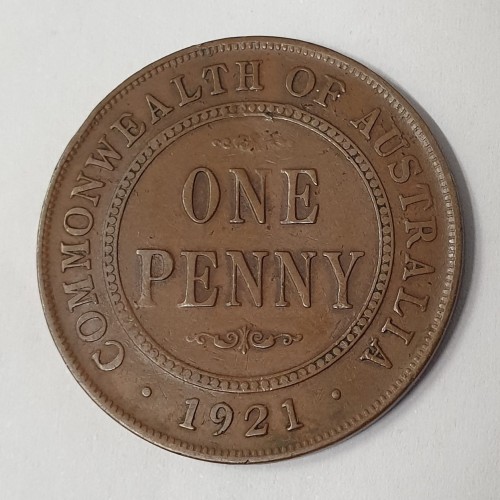 COMMONWEALTH OF AUSTRALIA
ONE
PENNY
· 1921 ·